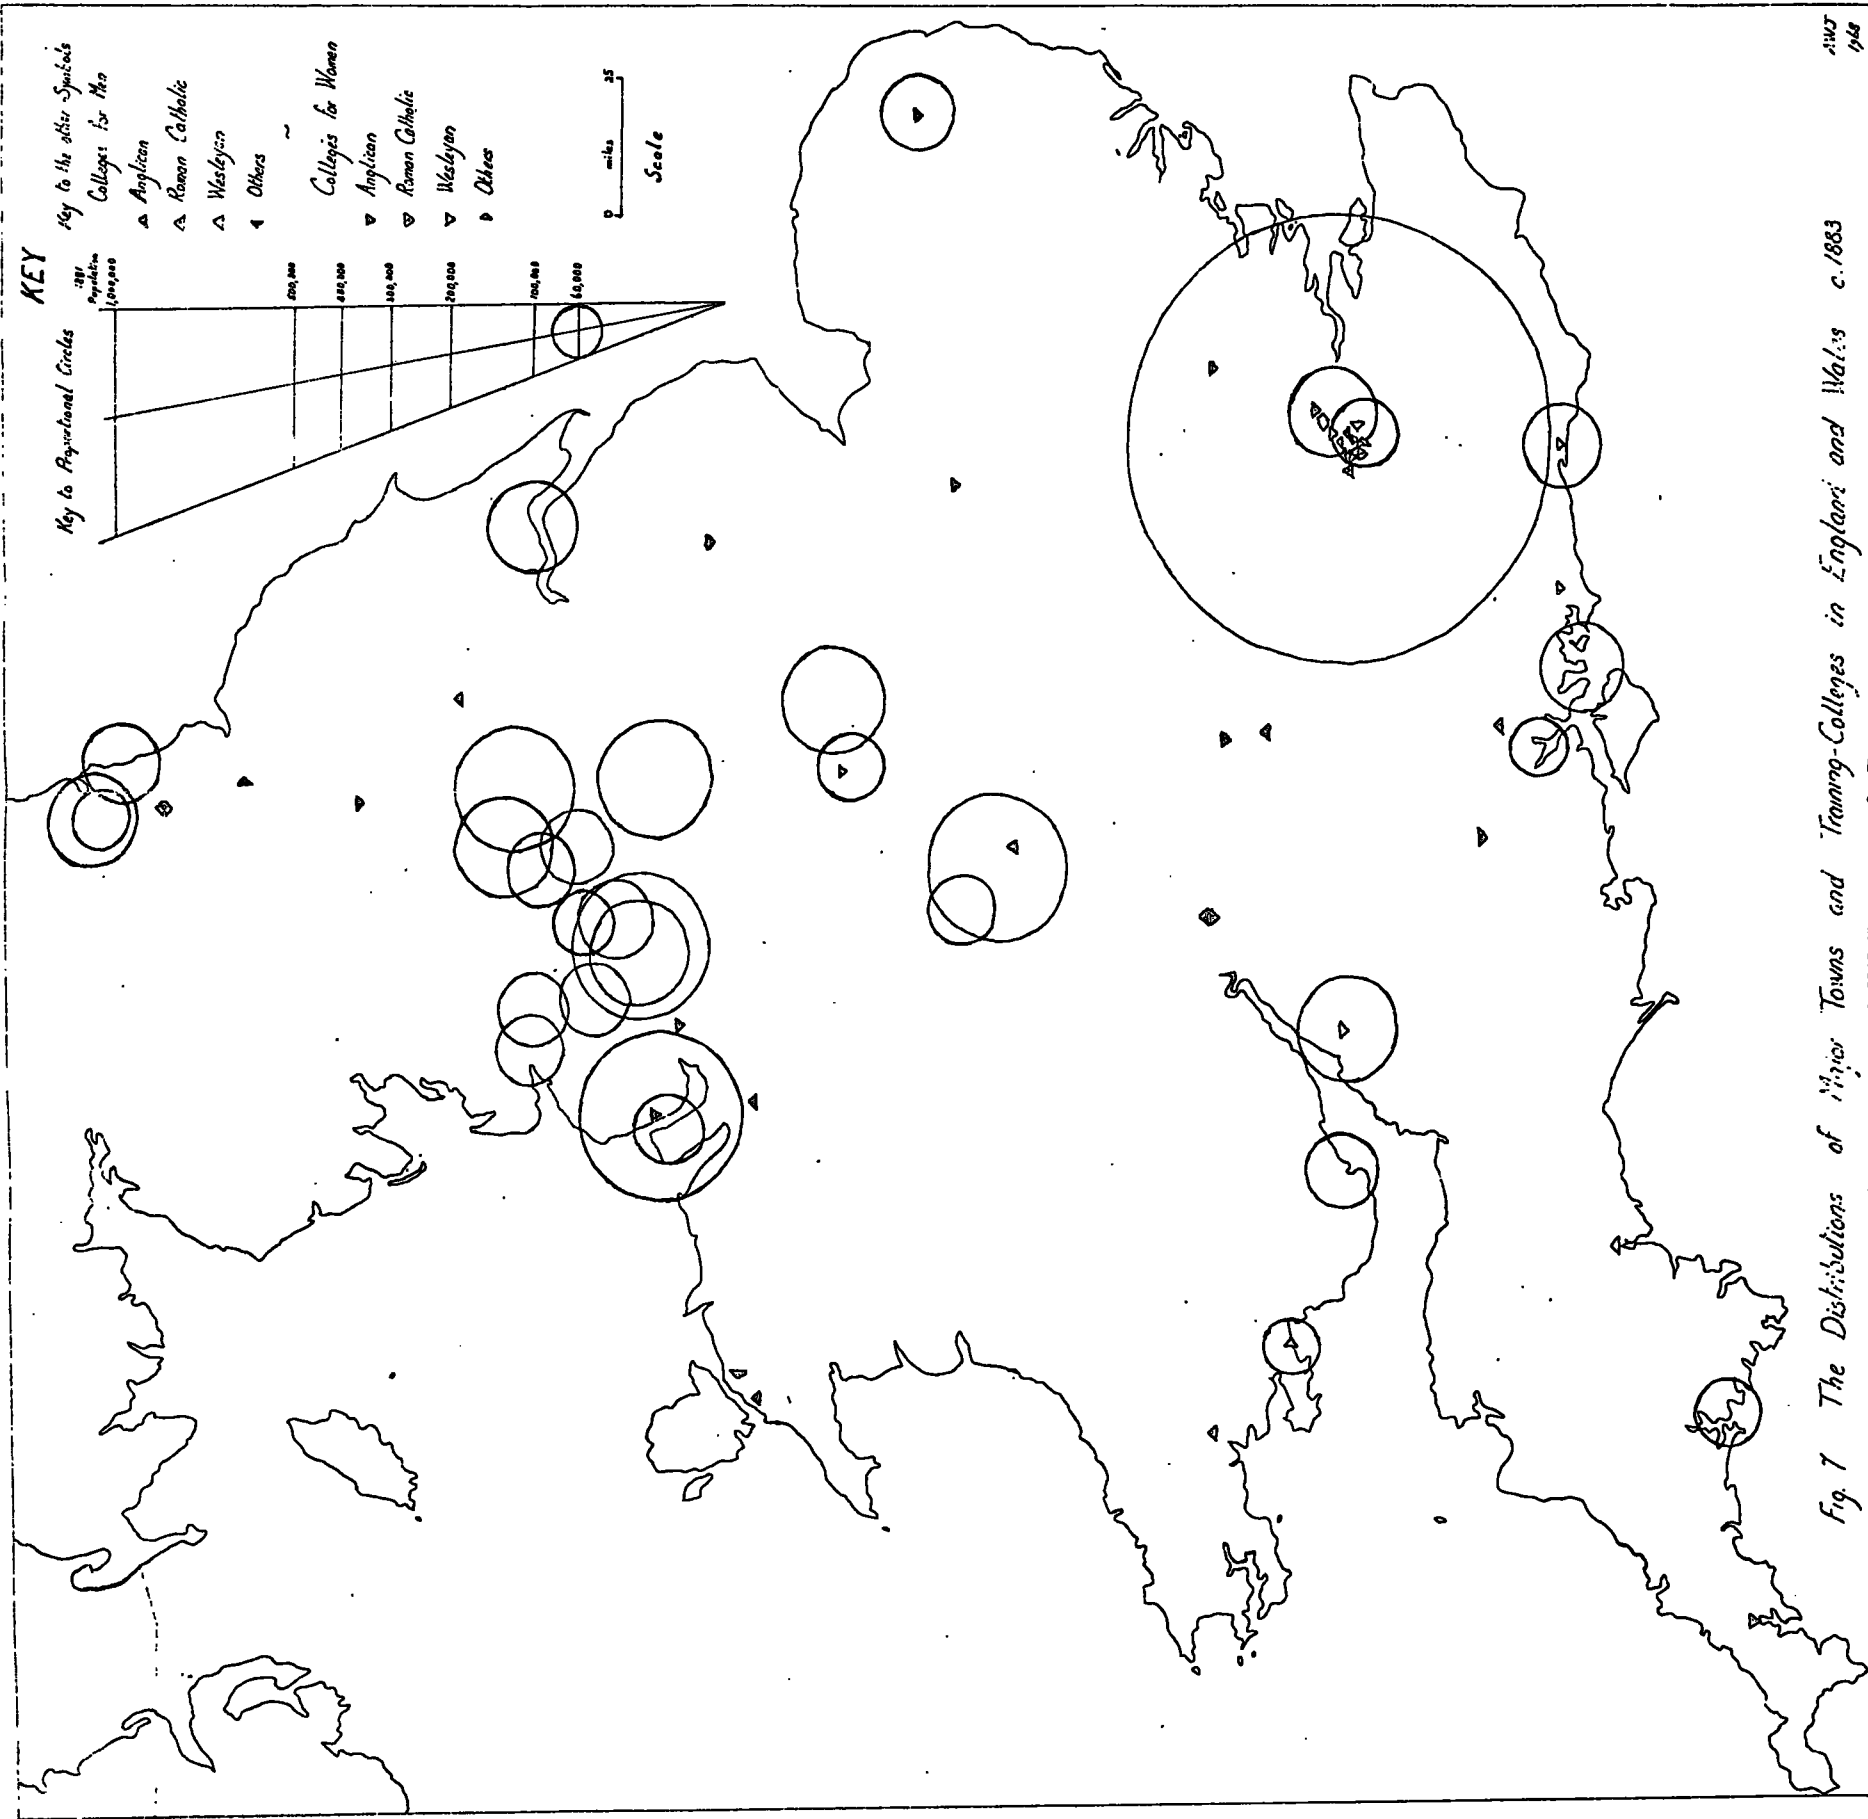 KEY
Key to Proportional Circles
1881
Population
1,000,000
500,000
400,000
300,000
200,000
100,000
60,000
Key to the other Symbols
Colleges for Men
Anglican
Roman Catholic
Wesleyan
Others
Colleges for Women
Anglican
Roman Catholic
Wesleyan
Others
0 miles 25
Scale
Fig. 7 The Distributions of Major Towns and Training-Colleges in England and Wales c.1883
1968